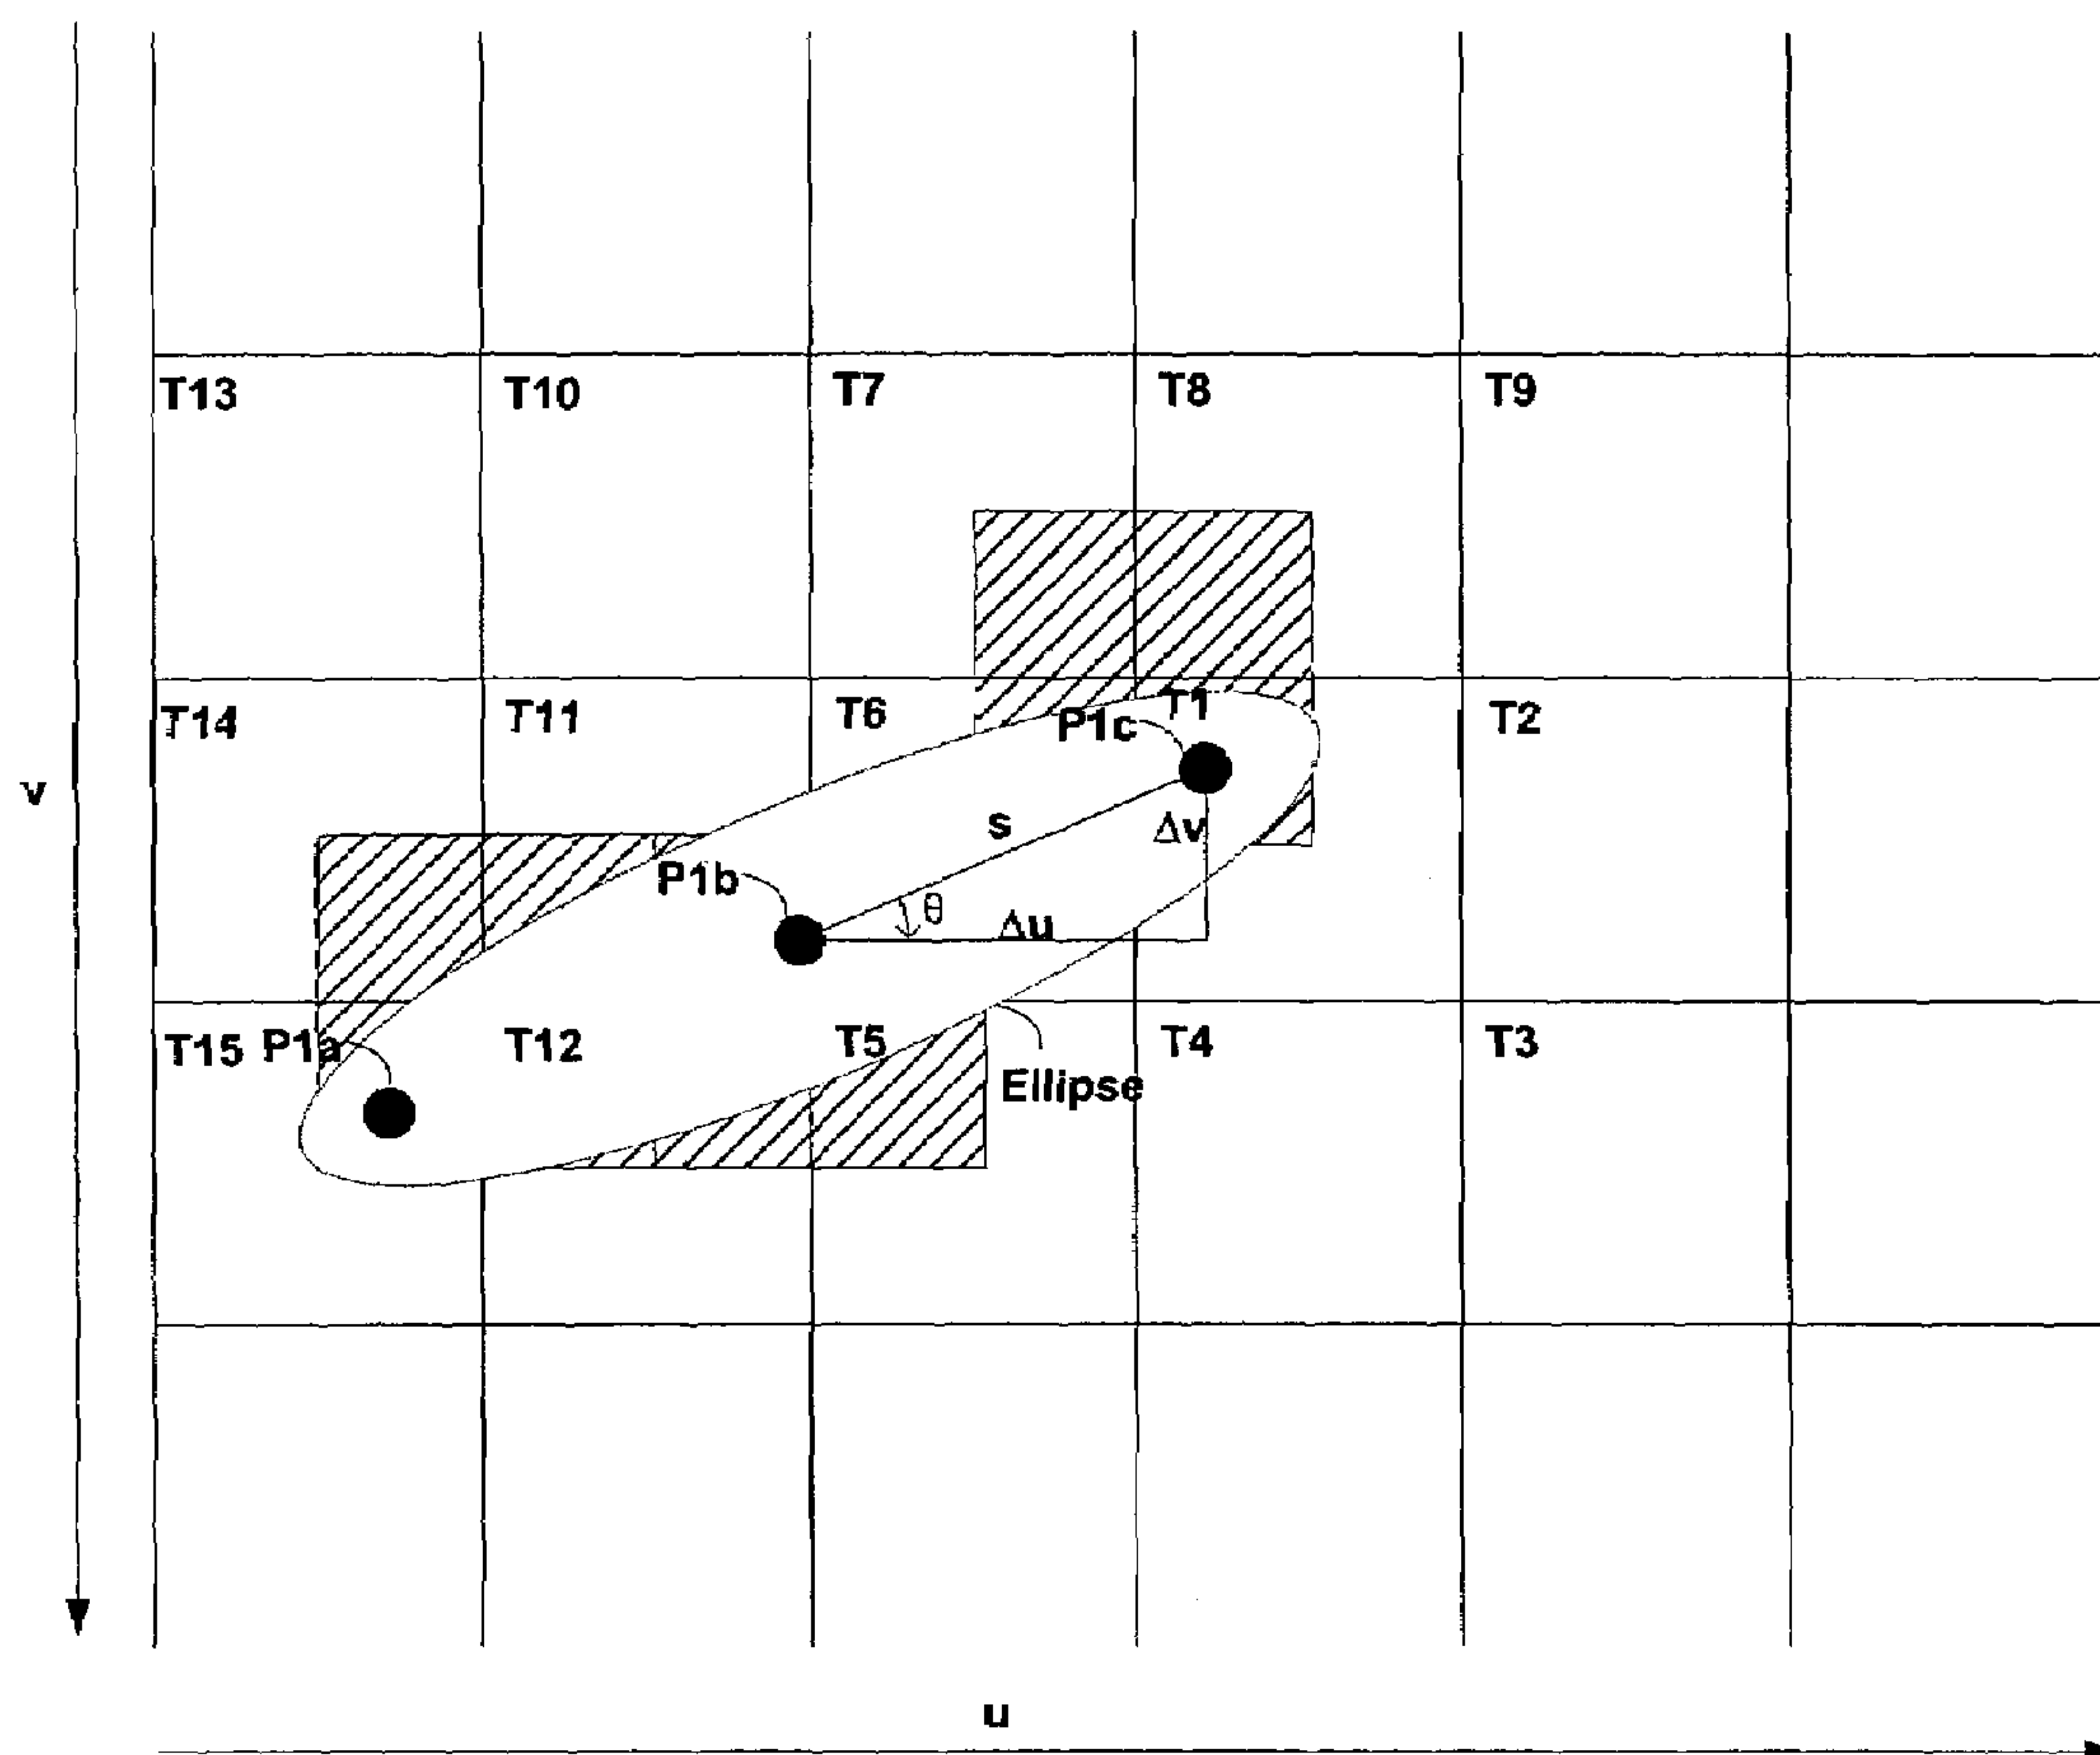 T13 T10 T7 T8 T9
T14 T11 T6 T1 T2
P1c
v
s Δv
P1b θ Δu
T15 P1a T12 T5 T4 T3
Ellipse
u